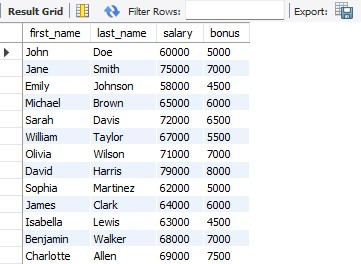 Result Grid Filter Rows: Export:
first_name last_name salary bonus
John Doe 60000 5000
Jane Smith 75000 7000
Emily Johnson 58000 4500
Michael Brown 65000 6000
Sarah Davis 72000 6500
William Taylor 67000 5500
Olivia Wilson 71000 7000
David Harris 79000 8000
Sophia Martinez 62000 5000
James Clark 64000 6000
Isabella Lewis 63000 4500
Benjamin Walker 68000 7000
Charlotte Allen 69000 7500